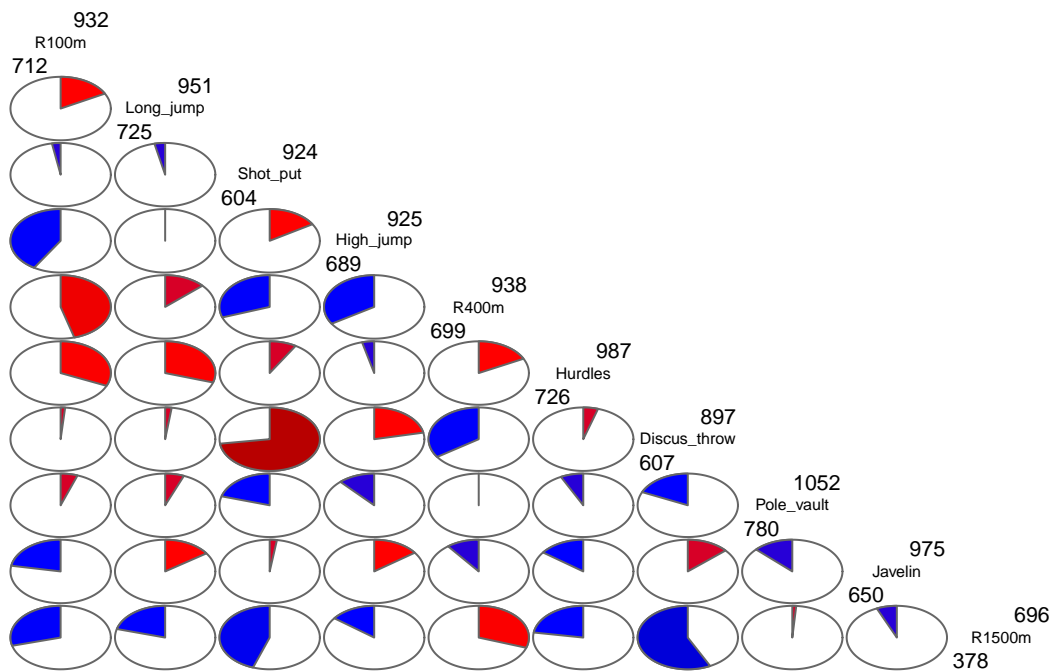 932
R100m
712
951
Long_jump
725
924
Shot_put
604
925
High_jump
689
938
R400m
699
987
Hurdles
726
897
Discus_throw
607
1052
Pole_vault
780
975
Javelin
650
696
R1500m
378